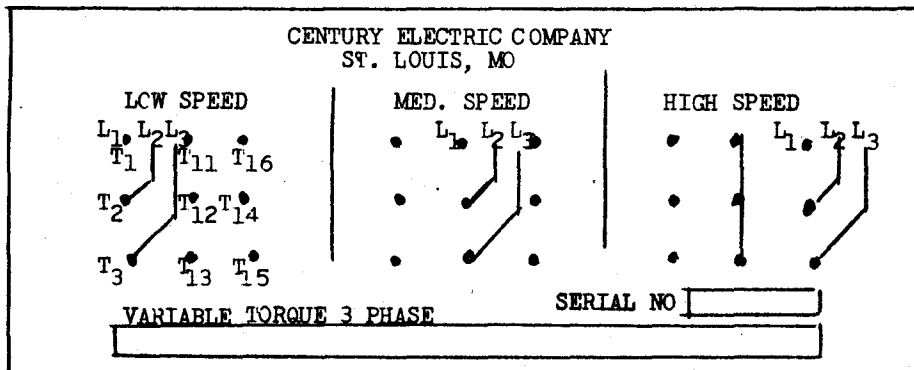 CENTURY ELECTRIC COMPANY
ST. LOUIS, MO
LOW SPEED MED. SPEED HIGH SPEED
L1 L2 L3 L1 L2 L3 L1 L2 L3
T1 T11 T16
T2 T12 T14
T3 T13 T15
VARIABLE TORQUE 3 PHASE SERIAL NO